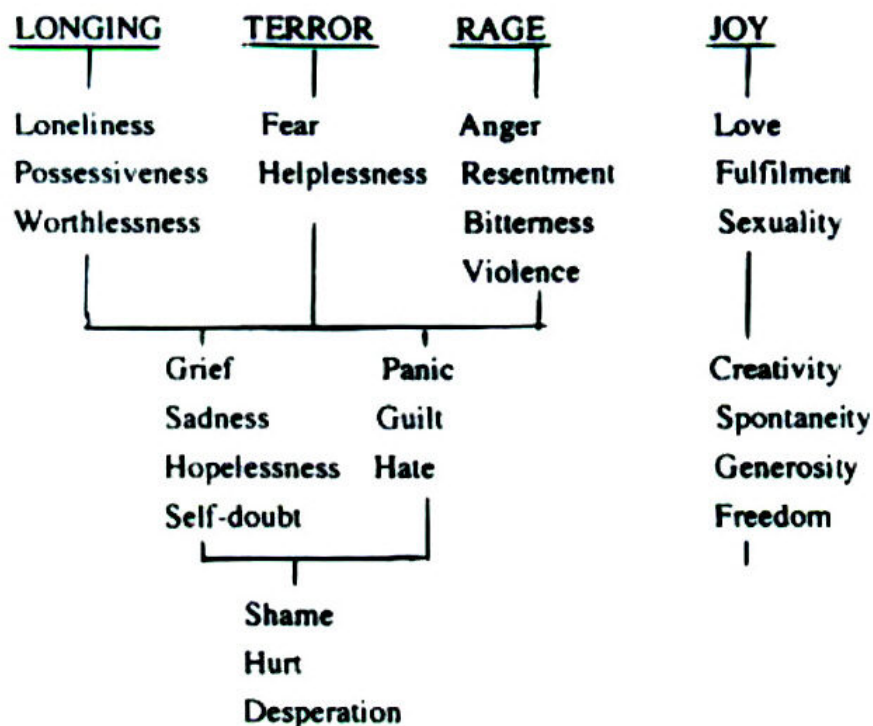 LONGING TERROR RAGE JOY
Loneliness Fear Anger Love
Possessiveness Helplessness Resentment Fulfilment
Worthlessness Bitterness Sexuality
Violence
Grief Panic Creativity
Sadness Guilt Spontaneity
Hopelessness Hate Generosity
Self-doubt Freedom
Shame
Hurt
Desperation